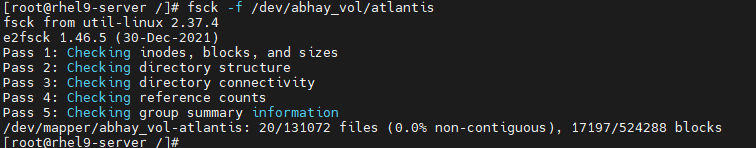 [root@rhel9-server /]# fsck -f /dev/abhay_vol/atlantis
fsck from util-linux 2.37.4
e2fsck 1.46.5 (30-Dec-2021)
Pass 1: Checking inodes, blocks, and sizes
Pass 2: Checking directory structure
Pass 3: Checking directory connectivity
Pass 4: Checking reference counts
Pass 5: Checking group summary information
/dev/mapper/abhay_vol-atlantis: 20/131072 files (0.0% non-contiguous), 17197/524288 blocks
[root@rhel9-server /]#